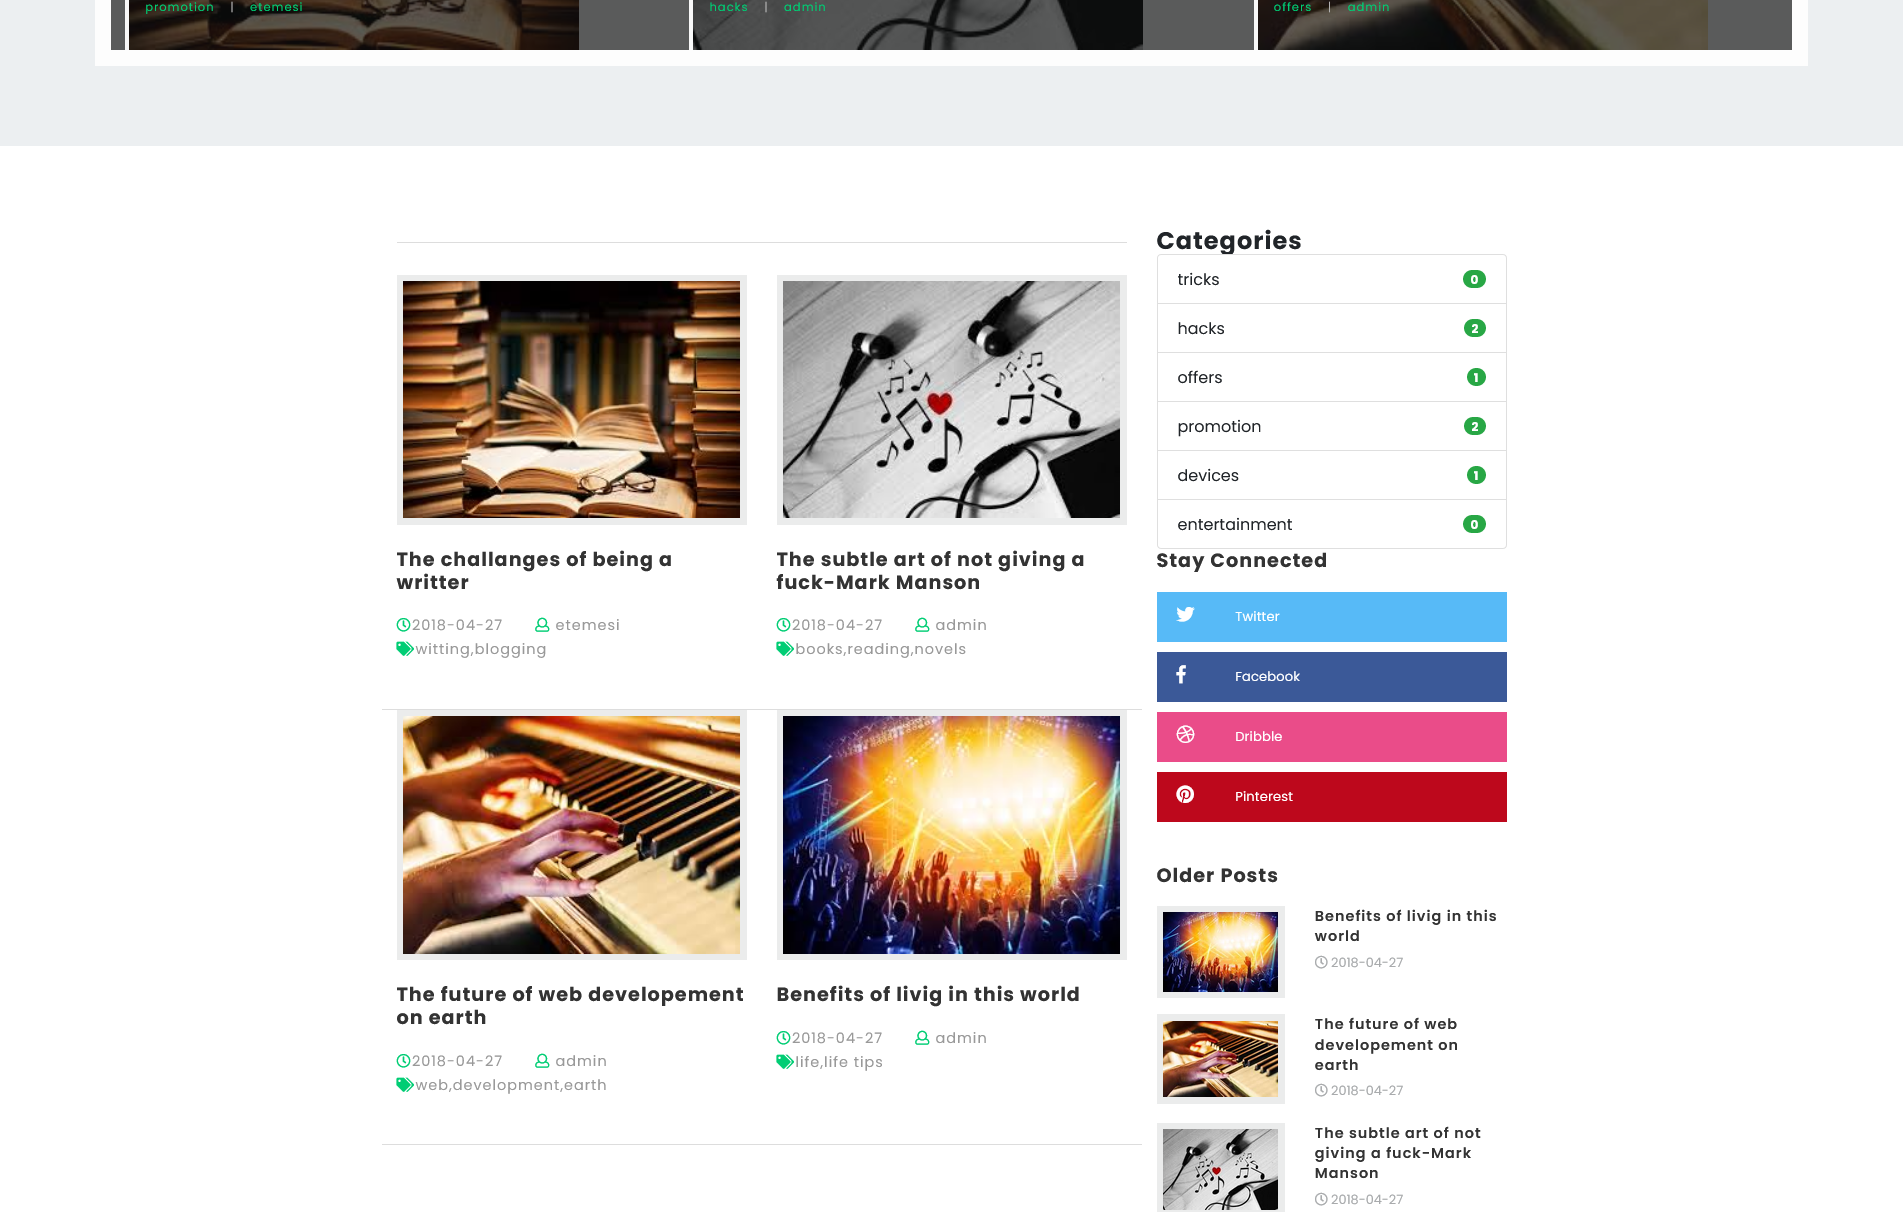 promotion | etemesi
hacks | admin
offers | admin
The challanges of being a
writter
2018-04-27 etemesi
witting,blogging
The subtle art of not giving a
fuck-Mark Manson
2018-04-27 admin
books,reading,novels
The future of web developement
on earth
2018-04-27 admin
web,development,earth
Benefits of livig in this world
2018-04-27 admin
life,life tips
Categories
tricks 0
hacks 2
offers 1
promotion 2
devices 1
entertainment 0
Stay Connected
Twitter
Facebook
Dribble
Pinterest
Older Posts
Benefits of livig in this
world
2018-04-27
The future of web
developement on
earth
2018-04-27
The subtle art of not
giving a fuck-Mark
Manson
2018-04-27